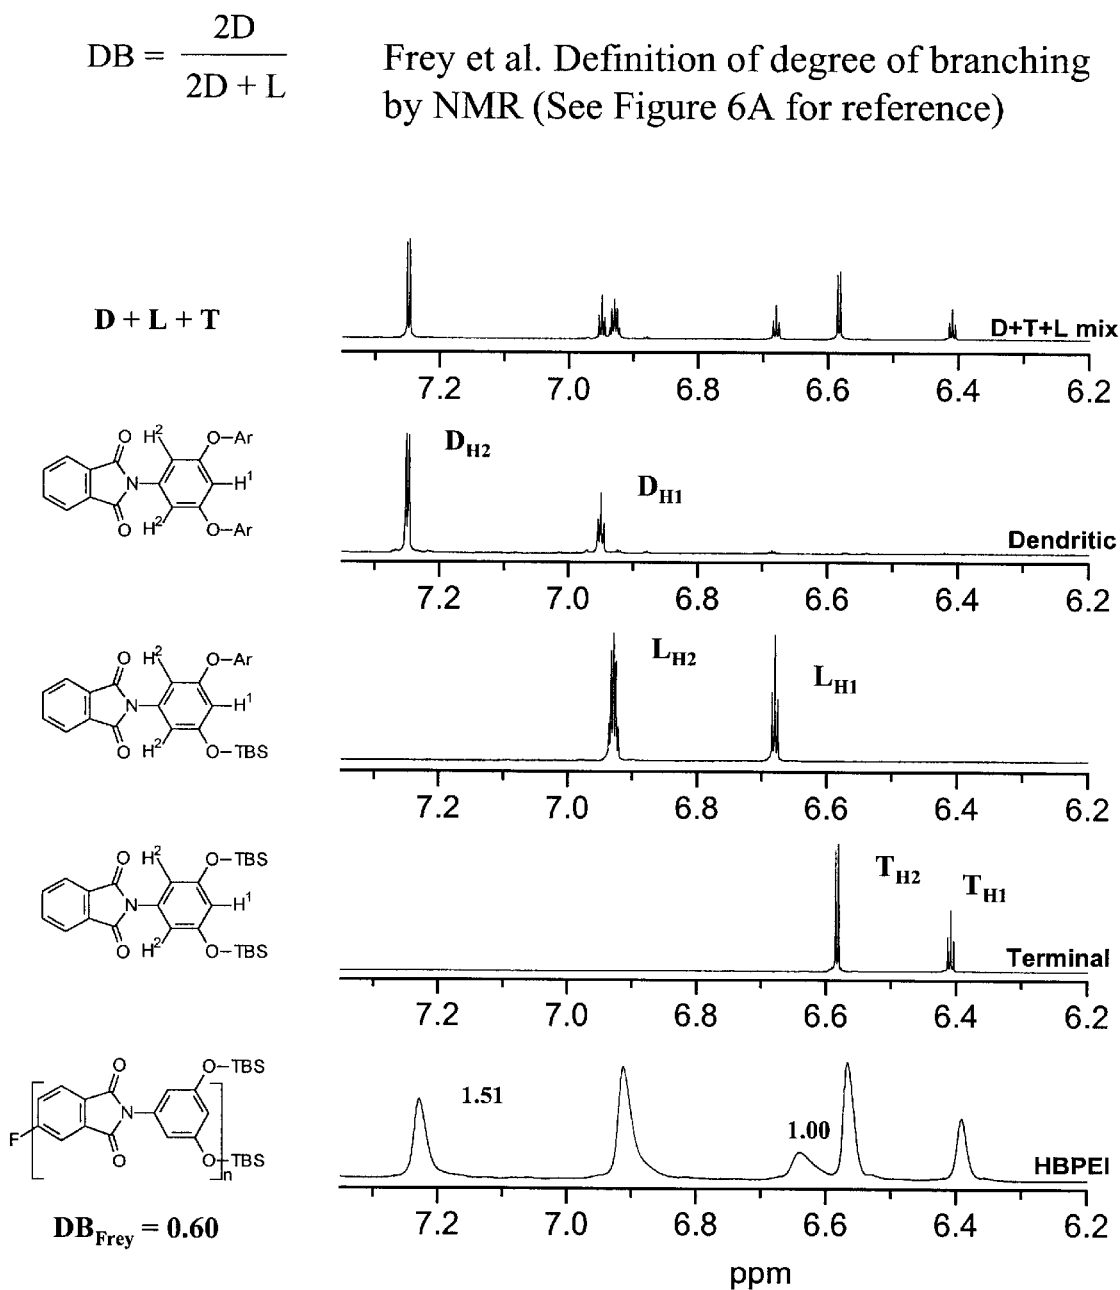 DB = 2D / 2D + L
Frey et al. Definition of degree of branching
by NMR (See Figure 6A for reference)
D + L + T
D+T+L mix
7.2 7.0 6.8 6.6 6.4 6.2
O H² O–Ar
N H¹
O H² O–Ar
D_H2
D_H1
Dendritic
7.2 7.0 6.8 6.6 6.4 6.2
O H² O–Ar
N H¹
O H² O–TBS
L_H2
L_H1
7.2 7.0 6.8 6.6 6.4 6.2
O H² O–TBS
N H¹
O H² O–TBS
T_H2
T_H1
Terminal
7.2 7.0 6.8 6.6 6.4 6.2
O O–TBS
F N
O O–TBS
n
1.51
1.00
HBPEI
7.2 7.0 6.8 6.6 6.4 6.2
DB_Frey = 0.60
ppm